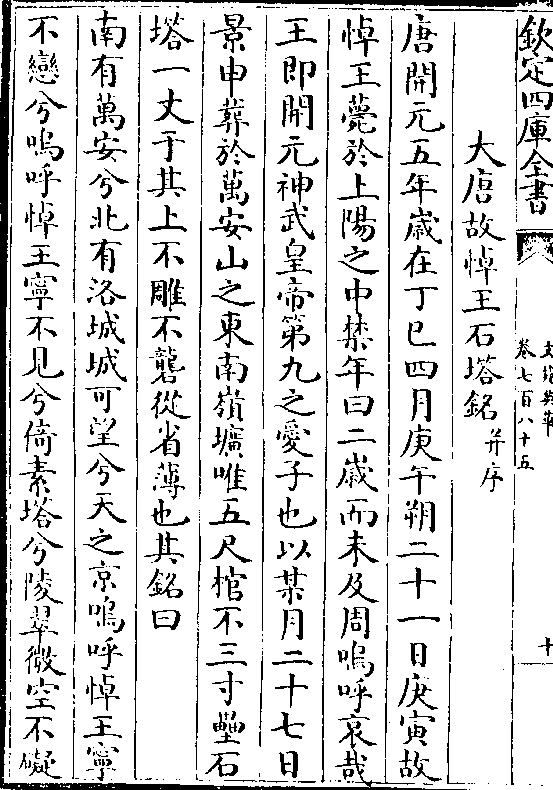 欽定四庫全書
文苑英華
卷七百八十五
十
大唐故悼王石塔銘并序
唐開元五年歲在丁巳四月庚午朔二十一日庚寅故
悼王薨於上陽之中禁年曰二歲而未及周嗚呼哀哉
王即開元神武皇帝第九之愛子也以某月二十七日
景申葬於萬安山之東南嶺壙唯五尺棺不三寸壘石
塔一丈于其上不雕不礱從省薄也其銘曰
南有萬安兮北有洛城城可望兮天之京嗚呼悼王寧
不戀兮嗚呼悼王寧不見兮倚素塔兮陵翠微空不礙